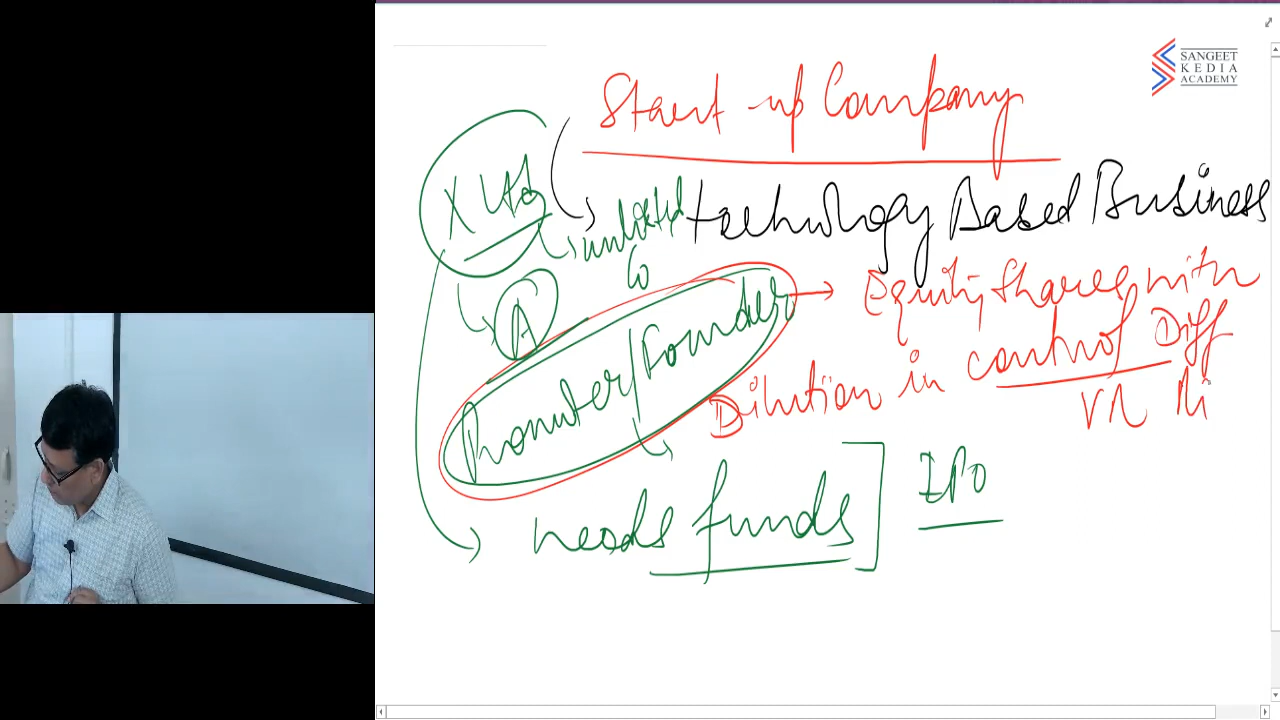 SANGEET
KEDIA
ACADEMY
Start-up Company
X Ltd
unlisted Co
Technology Based Business
A
Promoter/Founder
Equity Shares with
Diff
VR Ri
Dilution in control
needs funds
IPO